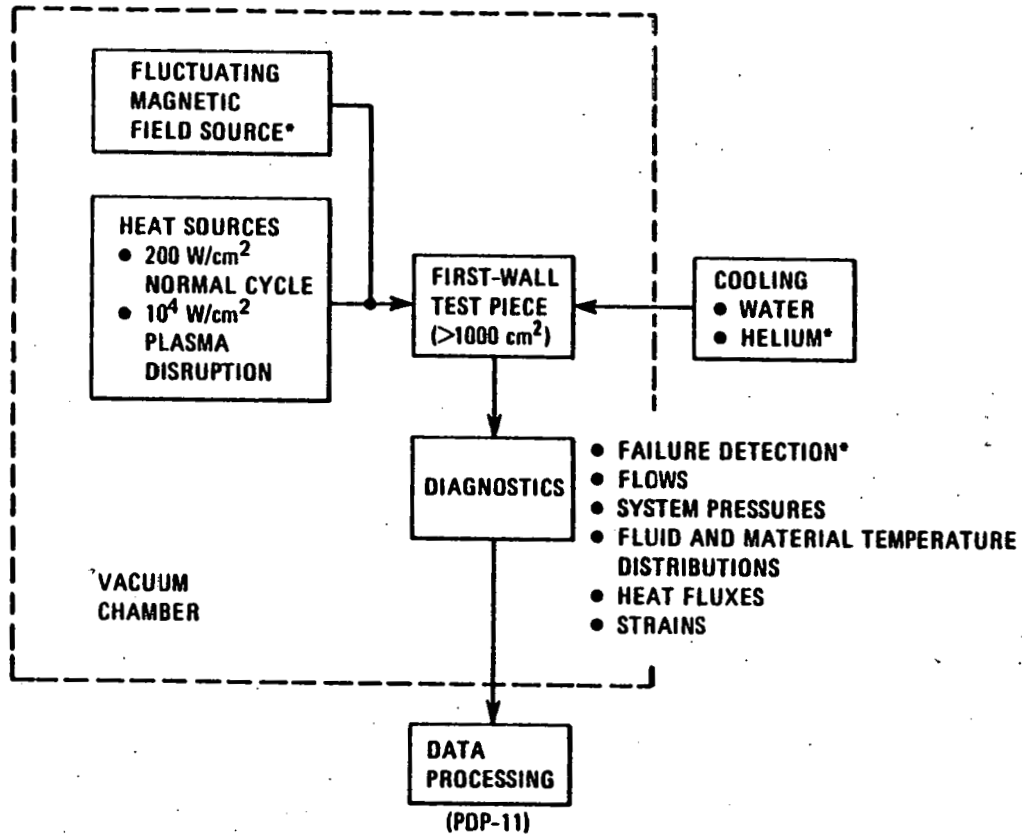 FLUCTUATING
MAGNETIC
FIELD SOURCE*
HEAT SOURCES
● 200 W/cm²
NORMAL CYCLE
● 10⁴ W/cm²
PLASMA
DISRUPTION
FIRST-WALL
TEST PIECE
(>1000 cm²)
COOLING
● WATER
● HELIUM*
DIAGNOSTICS
● FAILURE DETECTION*
● FLOWS
● SYSTEM PRESSURES
● FLUID AND MATERIAL TEMPERATURE
DISTRIBUTIONS
● HEAT FLUXES
● STRAINS
VACUUM
CHAMBER
DATA
PROCESSING
(PDP-11)